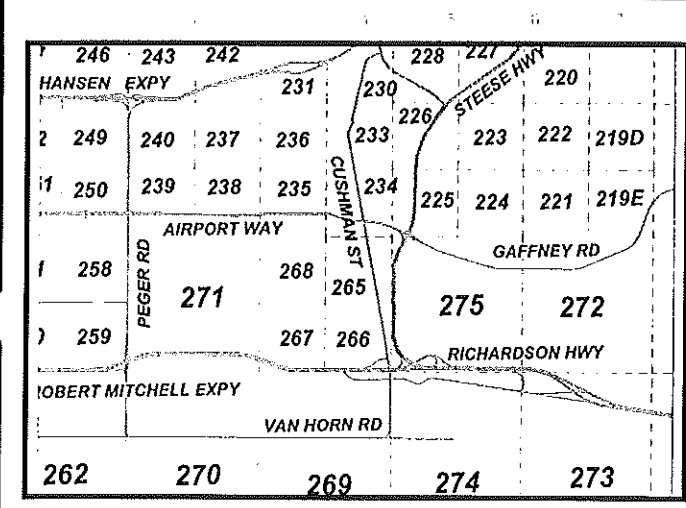 246 243 242 228 227
HANSEN EXPY 231 230 STEESE HWY 220
226
249 240 237 236 233 223 222 219D
250 239 238 235 CUSHMAN ST 234 225 224 221 219E
AIRPORT WAY
GAFFNEY RD
258 PEGER RD 271 268 265 275 272
259 267 266 RICHARDSON HWY
OBERT MITCHELL EXPY
VAN HORN RD
262 270 269 274 273